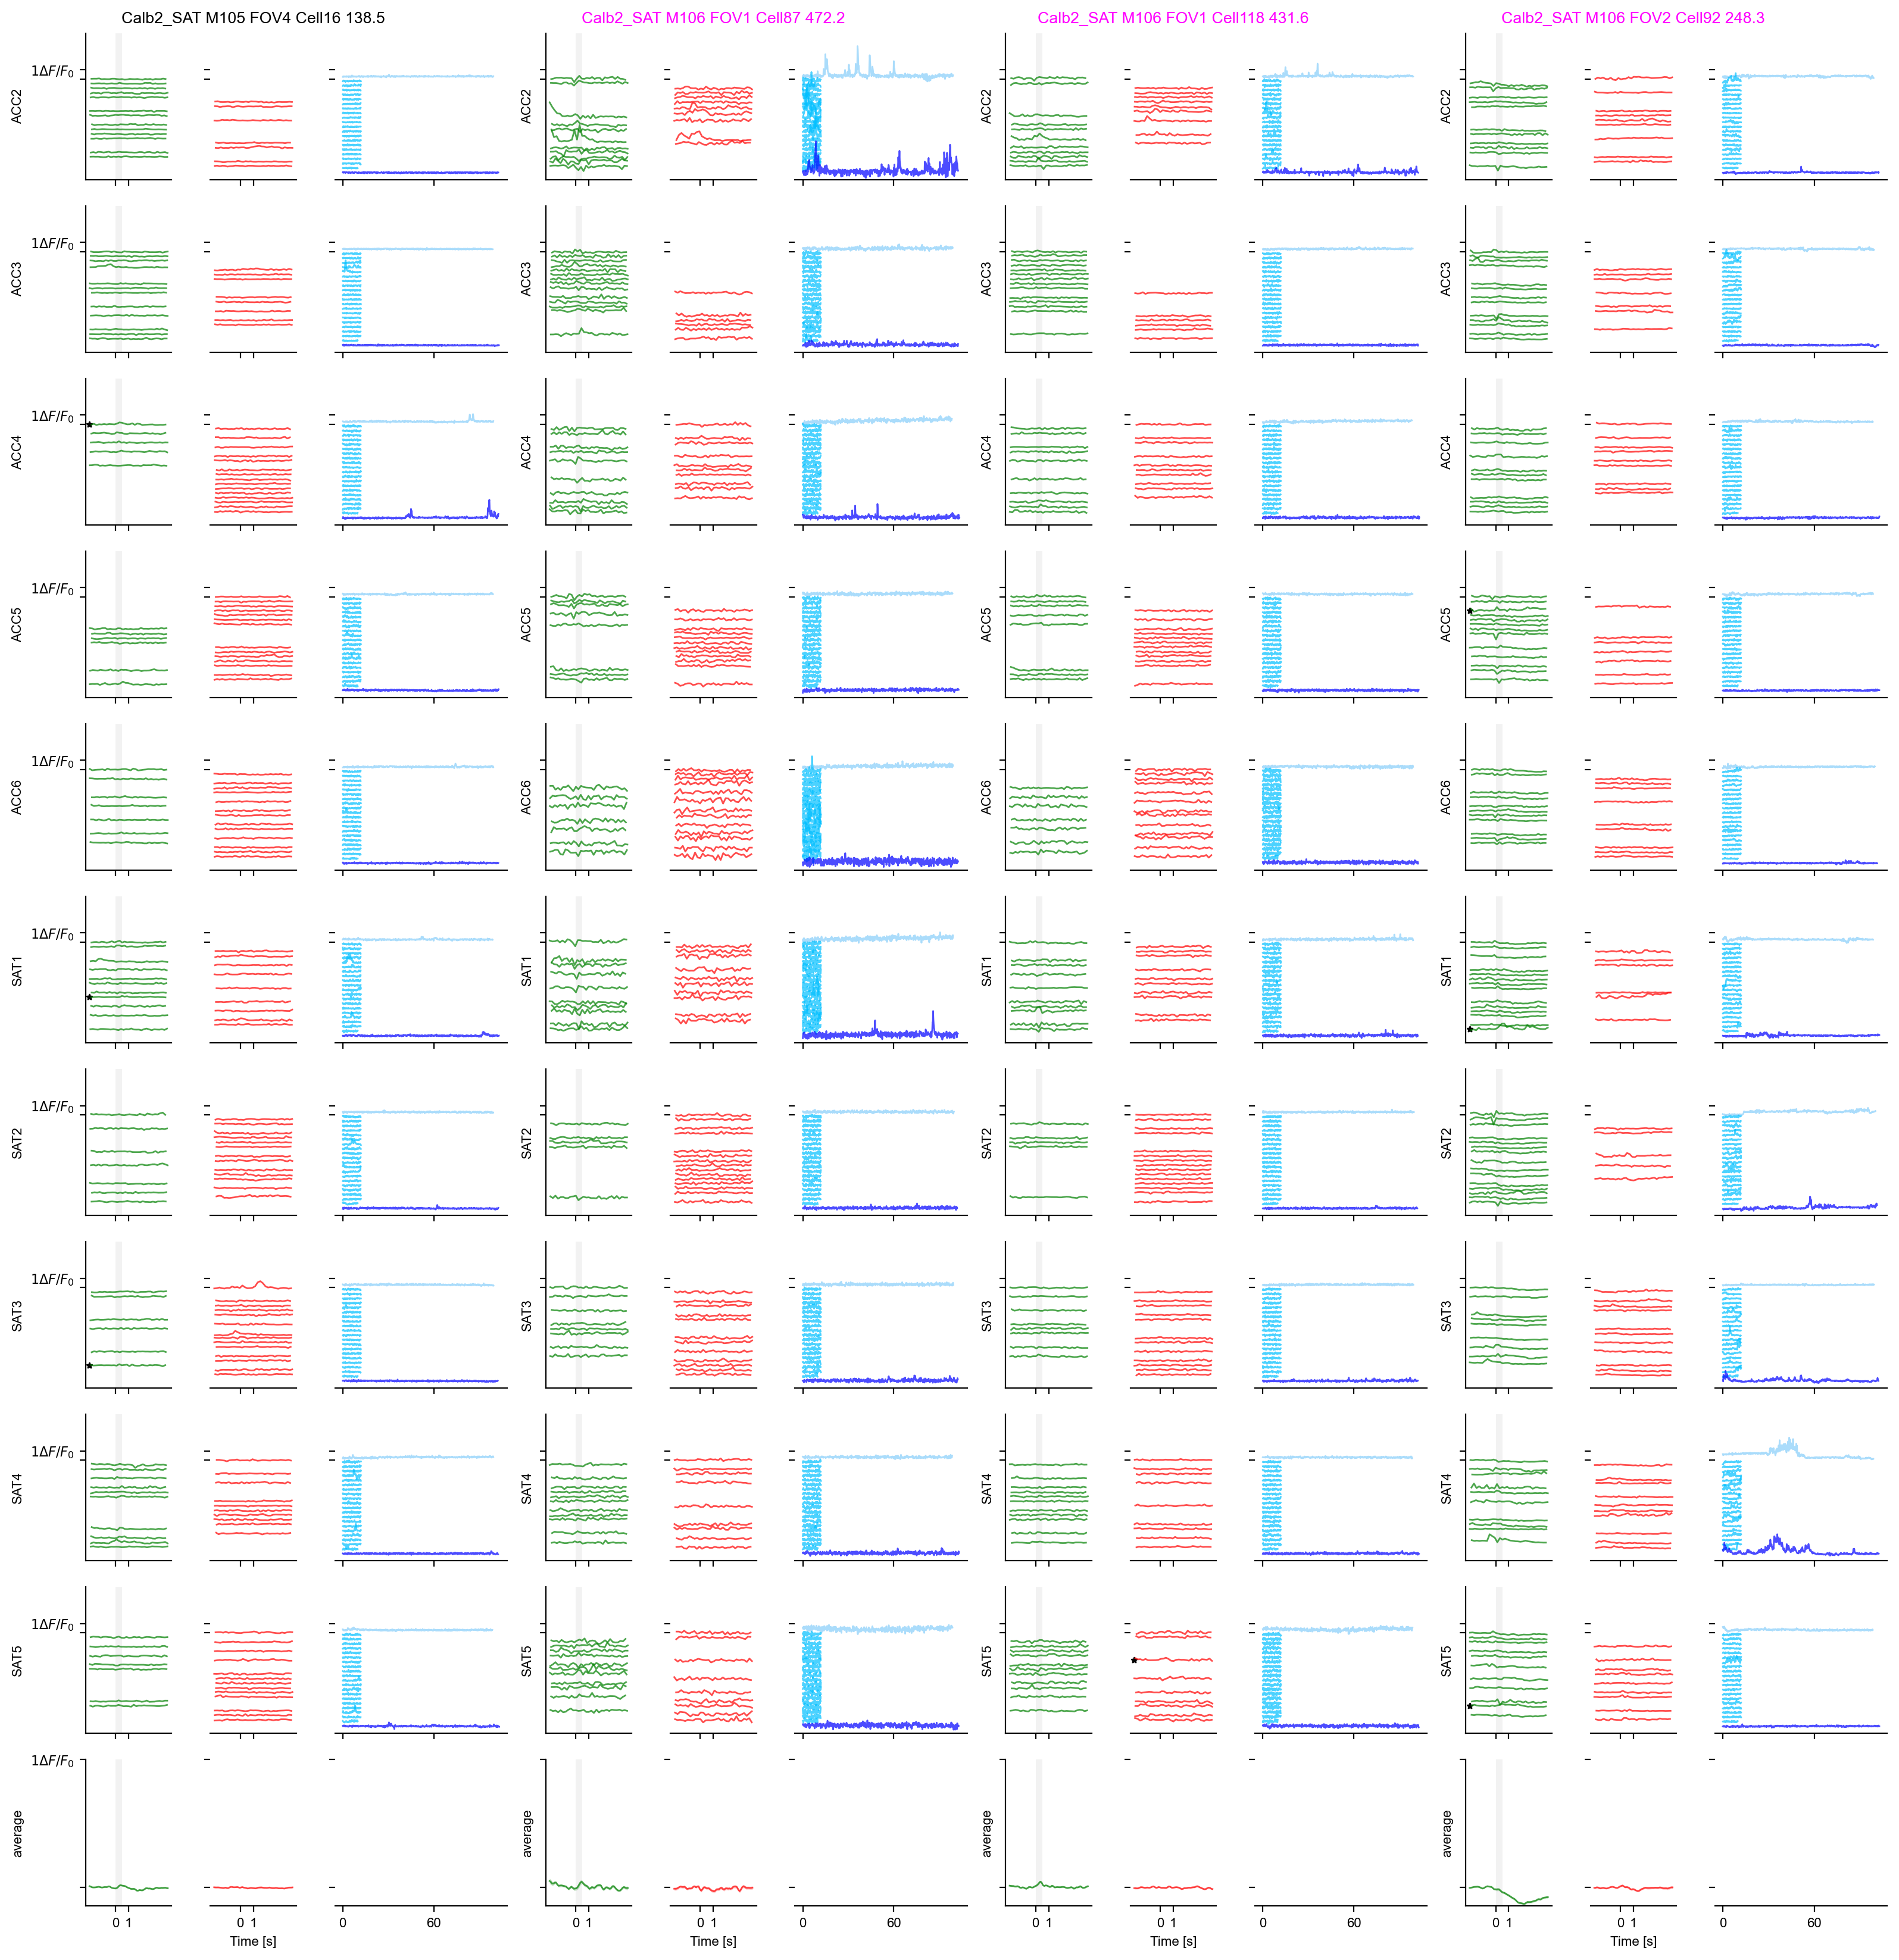 Calb2_SAT M105 FOV4 Cell16 138.5 Calb2_SAT M106 FOV1 Cell87 472.2 Calb2_SAT M106 FOV1 Cell118 431.6 Calb2_SAT M106 FOV2 Cell92 248.3
1ΔF/F₀
ACC2 ACC2 ACC2 ACC2
1ΔF/F₀
ACC3 ACC3 ACC3 ACC3
1ΔF/F₀
ACC4 ACC4 ACC4 ACC4
1ΔF/F₀
ACC5 ACC5 ACC5 ACC5
1ΔF/F₀
ACC6 ACC6 ACC6 ACC6
1ΔF/F₀
SAT1 SAT1 SAT1 SAT1
1ΔF/F₀
SAT2 SAT2 SAT2 SAT2
1ΔF/F₀
SAT3 SAT3 SAT3 SAT3
1ΔF/F₀
SAT4 SAT4 SAT4 SAT4
1ΔF/F₀
SAT5 SAT5 SAT5 SAT5
1ΔF/F₀
average average average average
0 1 0 1 0 60 0 1 0 1 0 60 0 1 0 1 0 60 0 1 0 1 0 60
Time [s] Time [s] Time [s] Time [s]